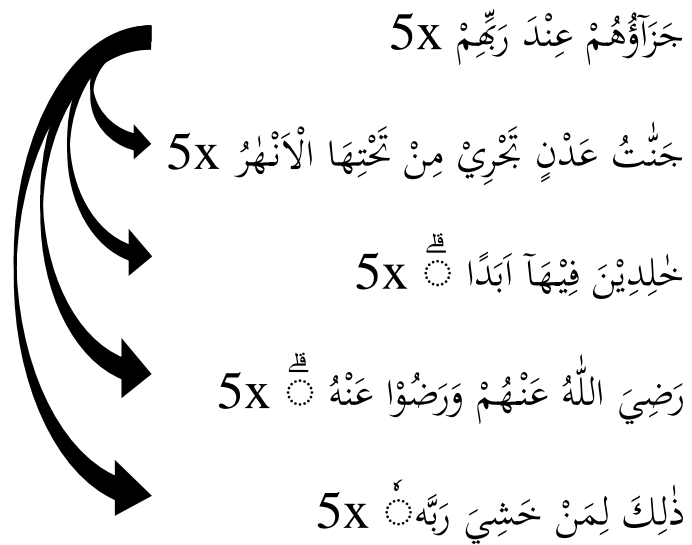 جَزَآؤُهُمْ عِنْدَ رَبِّهِمْ 5x
جَنّٰتُ عَدْنٍ تَجْرِيْ مِنْ تَحْتِهَا الْاَنْهٰرُ 5x
خٰلِدِيْنَ فِيْهَآ اَبَدًا ◌ۗ 5x
رَضِيَ اللّٰهُ عَنْهُمْ وَرَضُوْا عَنْهُ ◌ۗ 5x
ذٰلِكَ لِمَنْ خَشِيَ رَبَّه◌ٗ 5x